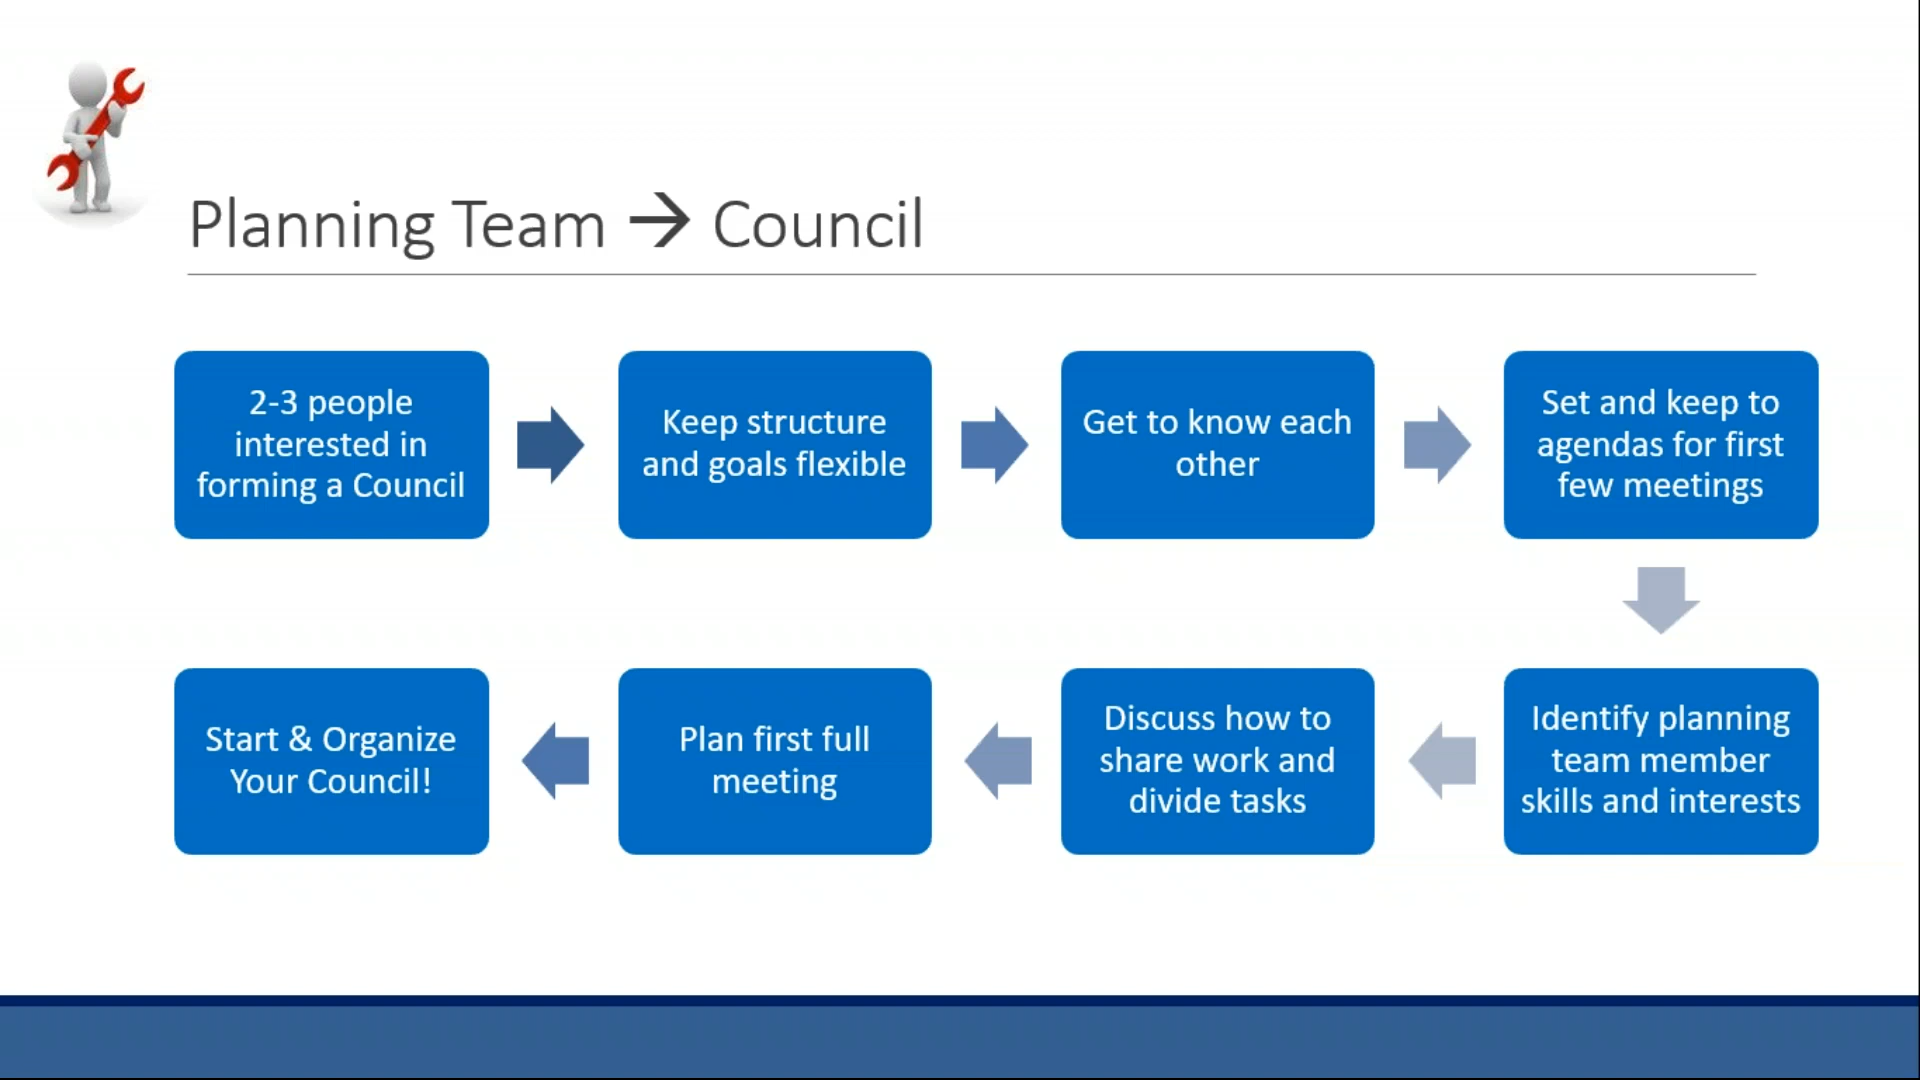 Planning Team → Council
2-3 people
interested in
forming a Council
Keep structure
and goals flexible
Get to know each
other
Set and keep to
agendas for first
few meetings
Identify planning
team member
skills and interests
Discuss how to
share work and
divide tasks
Plan first full
meeting
Start & Organize
Your Council!